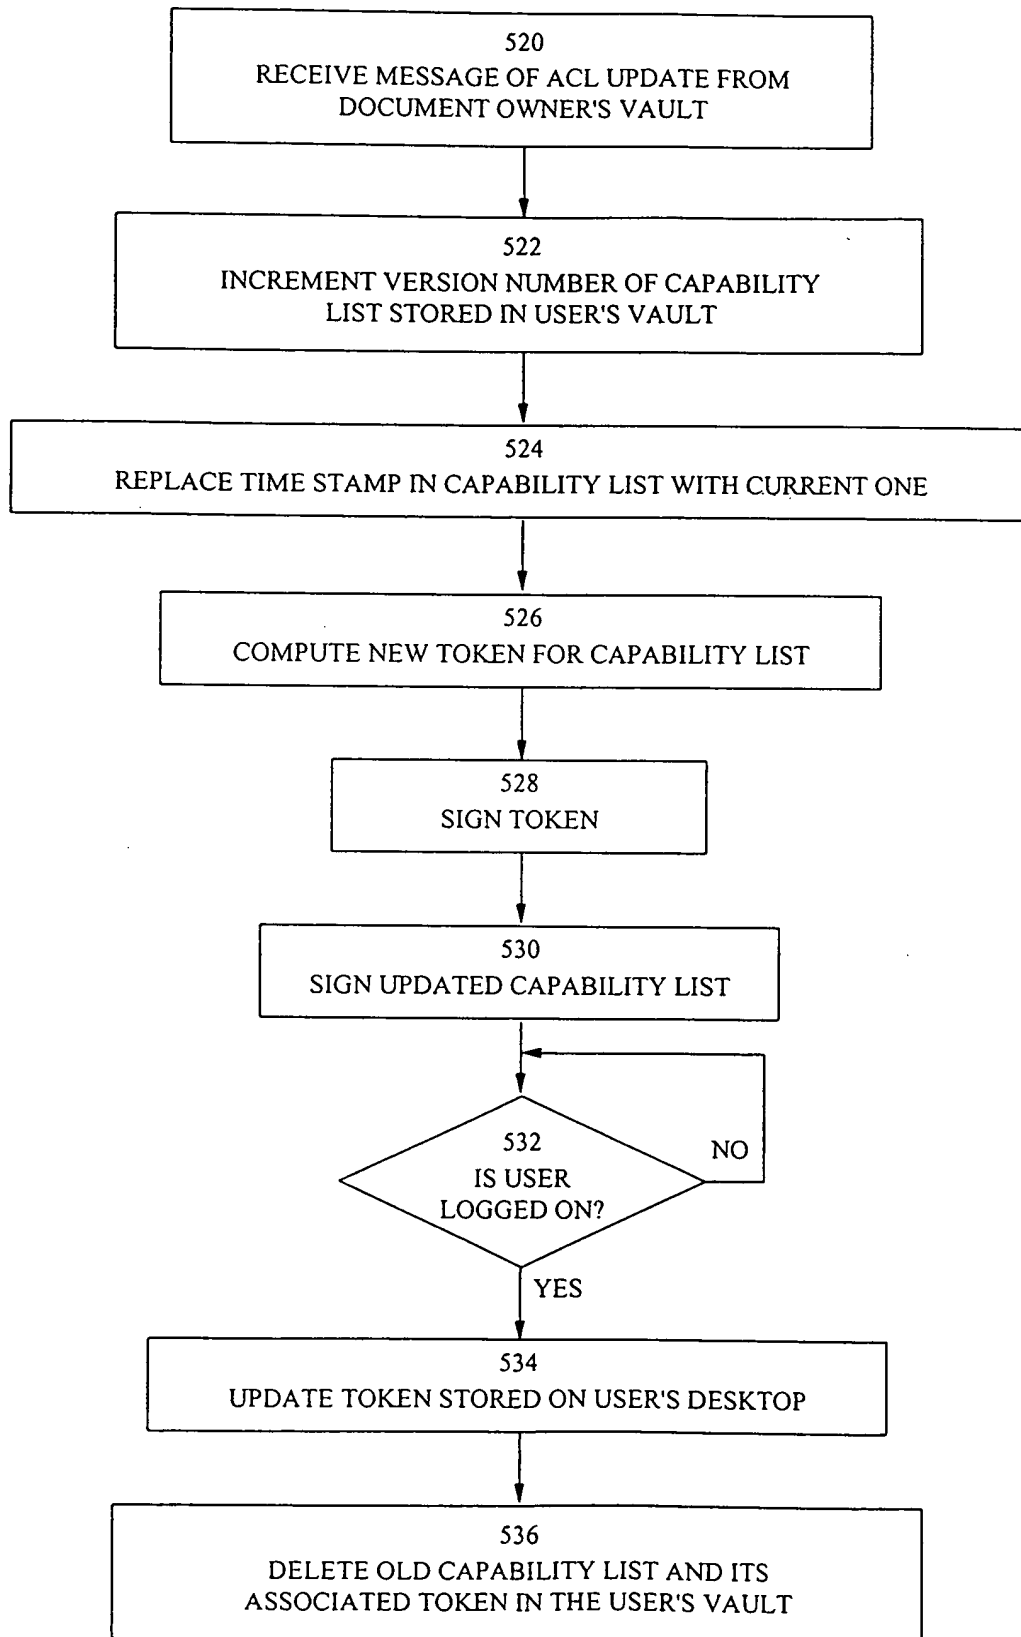 520
RECEIVE MESSAGE OF ACL UPDATE FROM
DOCUMENT OWNER'S VAULT
522
INCREMENT VERSION NUMBER OF CAPABILITY
LIST STORED IN USER'S VAULT
524
REPLACE TIME STAMP IN CAPABILITY LIST WITH CURRENT ONE
526
COMPUTE NEW TOKEN FOR CAPABILITY LIST
528
SIGN TOKEN
530
SIGN UPDATED CAPABILITY LIST
532
IS USER
LOGGED ON?
NO
YES
534
UPDATE TOKEN STORED ON USER'S DESKTOP
536
DELETE OLD CAPABILITY LIST AND ITS
ASSOCIATED TOKEN IN THE USER'S VAULT